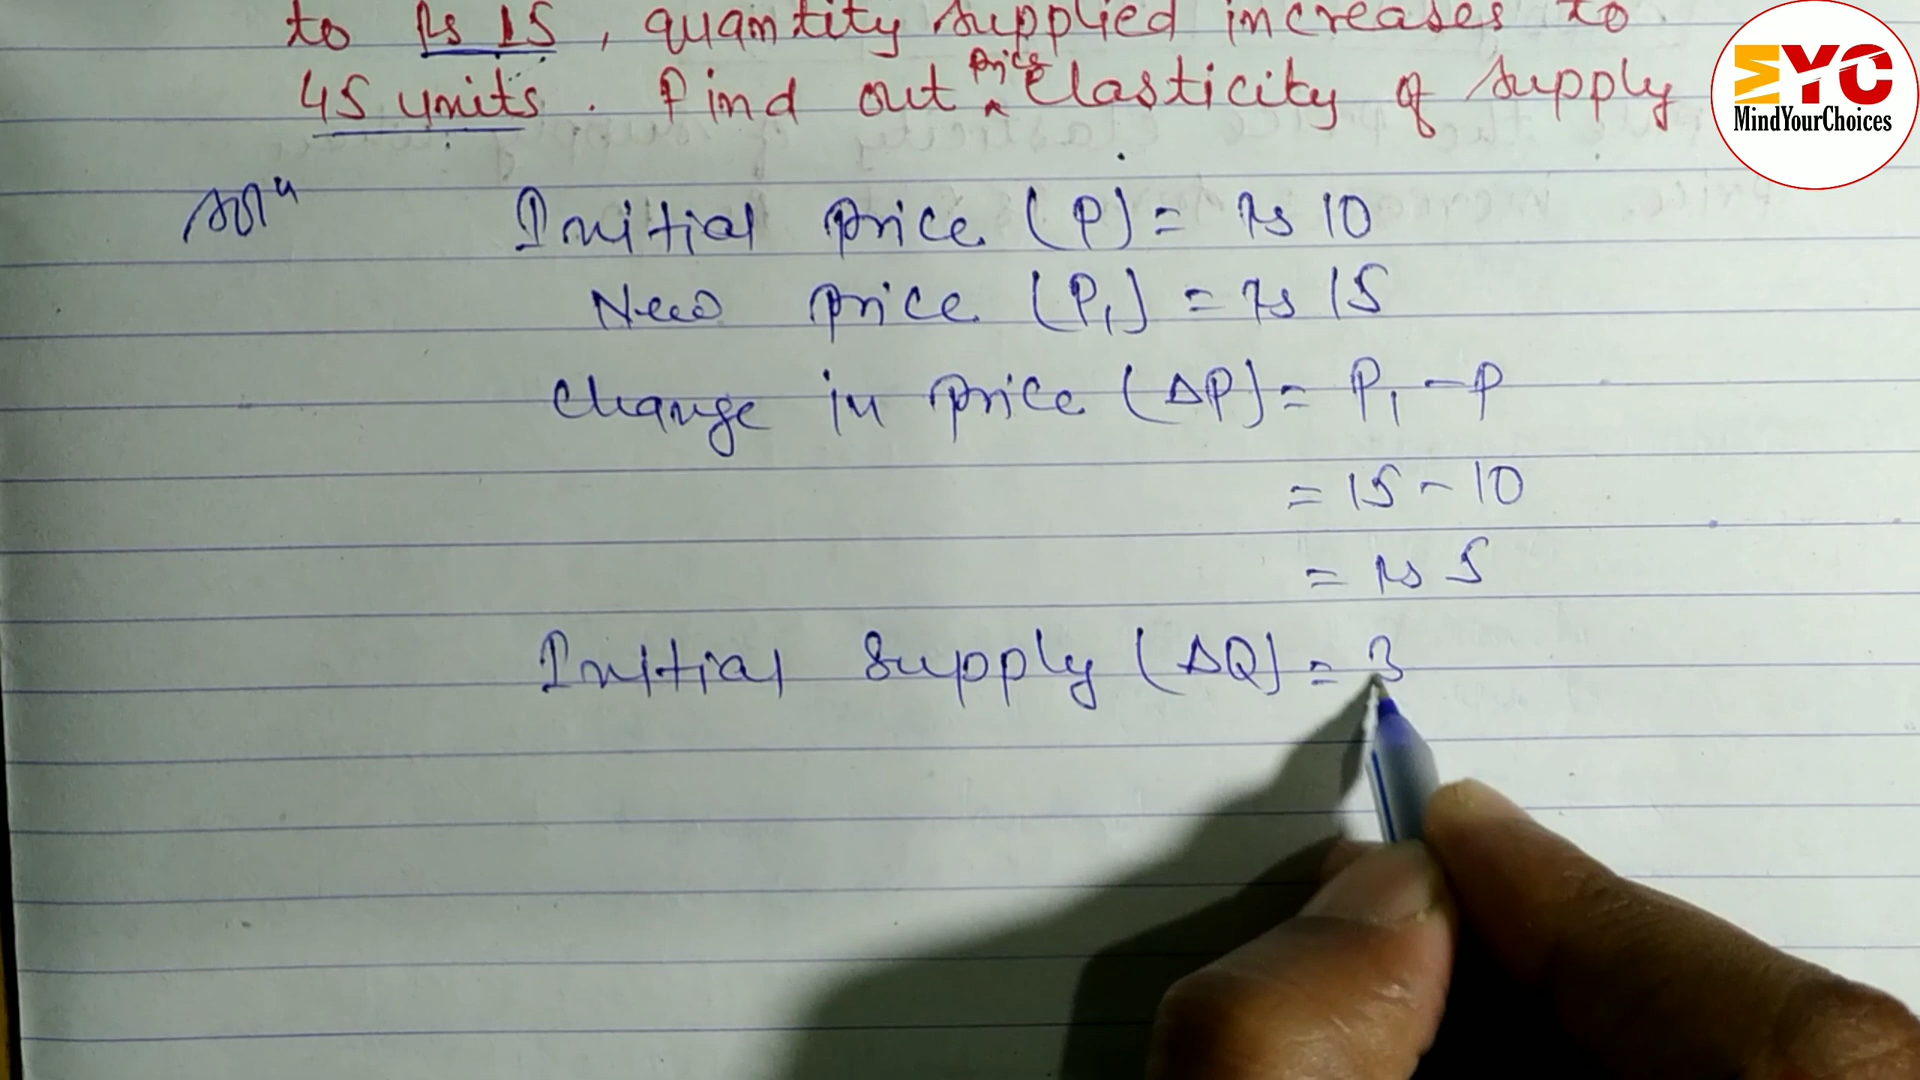 to Rs 15, quantity supplied increases to
45 units. Find out price Elasticity of supply
MYC
MindYourChoices
Solⁿ Initial price (P) = Rs 10
New price (P₁) = Rs 15
Change in price (ΔP) = P₁ - P
= 15 - 10
= Rs 5
Initial Supply (ΔQ) = 3